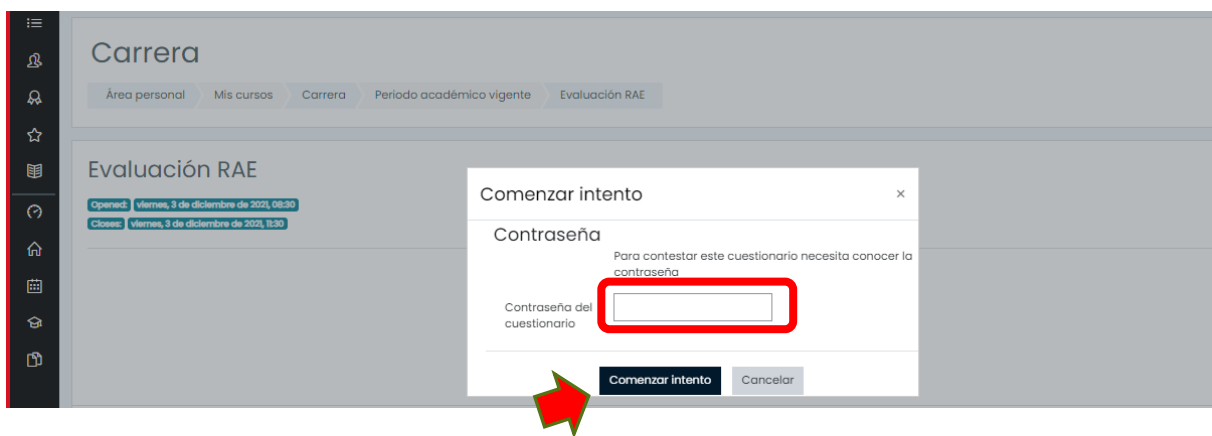 Carrera
Área personal Mis cursos Carrera Periodo académico vigente Evaluación RAE
Evaluación RAE
Opened: viernes, 3 de diciembre de 2021, 08:30
Closes: viernes, 3 de diciembre de 2021, 11:30
Comenzar intento ×
Contraseña
Para contestar este cuestionario necesita conocer la
contraseña
Contraseña del
cuestionario
Comenzar intento Cancelar